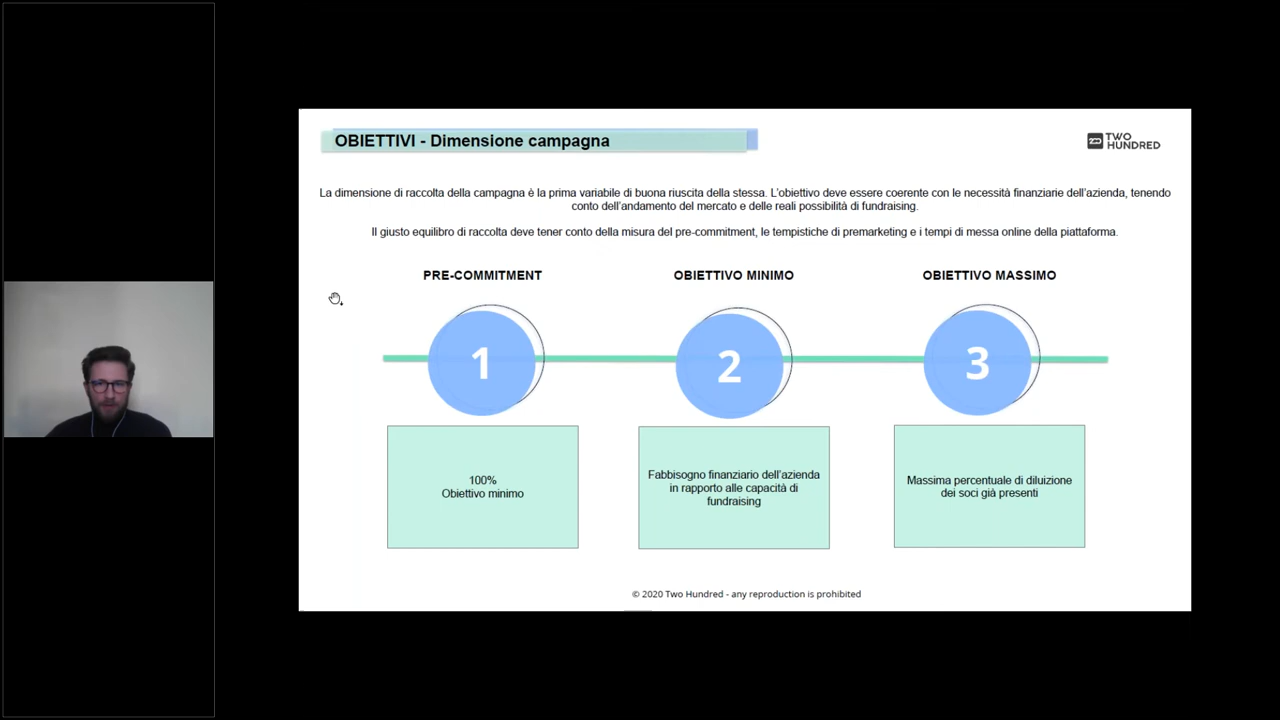 OBIETTIVI - Dimensione campagna
TWO
HUNDRED
La dimensione di raccolta della campagna è la prima variabile di buona riuscita della stessa. L'obiettivo deve essere coerente con le necessità finanziarie dell'azienda, tenendo
conto dell'andamento del mercato e delle reali possibilità di fundraising.
Il giusto equilibro di raccolta deve tener conto della misura del pre-commitment, le tempistiche di premarketing e i tempi di messa online della piattaforma.
PRE-COMMITMENT
1
100%
Obiettivo minimo
OBIETTIVO MINIMO
2
Fabbisogno finanziario dell'azienda
in rapporto alle capacità di
fundraising
OBIETTIVO MASSIMO
3
Massima percentuale di diluizione
dei soci già presenti
© 2020 Two Hundred - any reproduction is prohibited